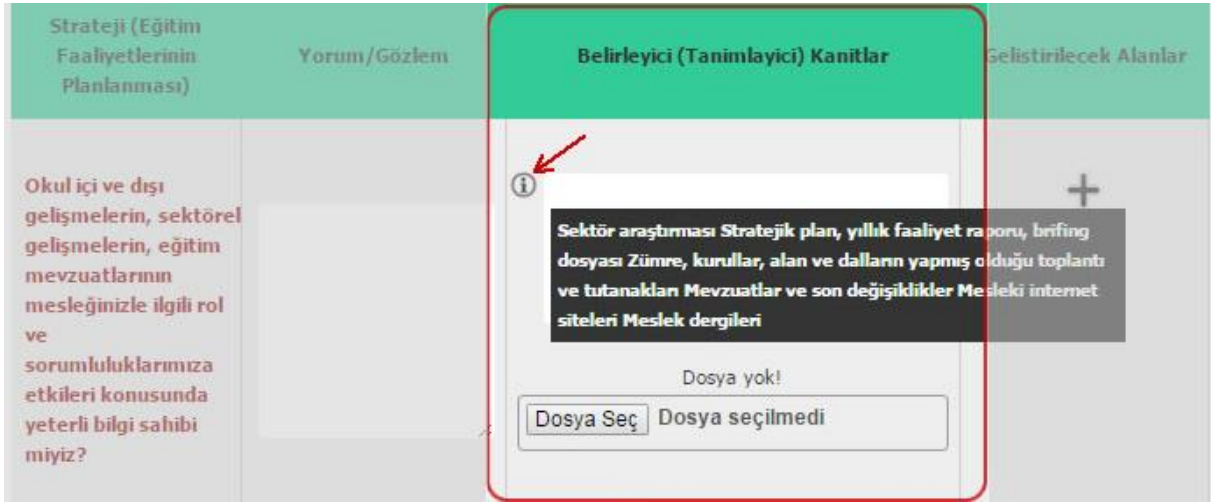 Strateji (Eğitim
Faaliyetlerinin
Planlanması)
Yorum/Gözlem
Belirleyici (Tanimlayici) Kanitlar
Gelistirilecek Alanlar
Okul içi ve dışı
gelişmelerin, sektörel
gelişmelerin, eğitim
mevzuatlarının
mesleğinizle ilgili rol
ve
sorumluluklarımıza
etkileri konusunda
yeterli bilgi sahibi
miyiz?
Sektör araştırması Stratejik plan, yıllık faaliyet raporu, brifing
dosyası Zümre, kurullar, alan ve dalların yapmış olduğu toplantı
ve tutanakları Mevzuatlar ve son değişiklikler Mesleki internet
siteleri Meslek dergileri
Dosya yok!
Dosya Seç Dosya seçilmedi